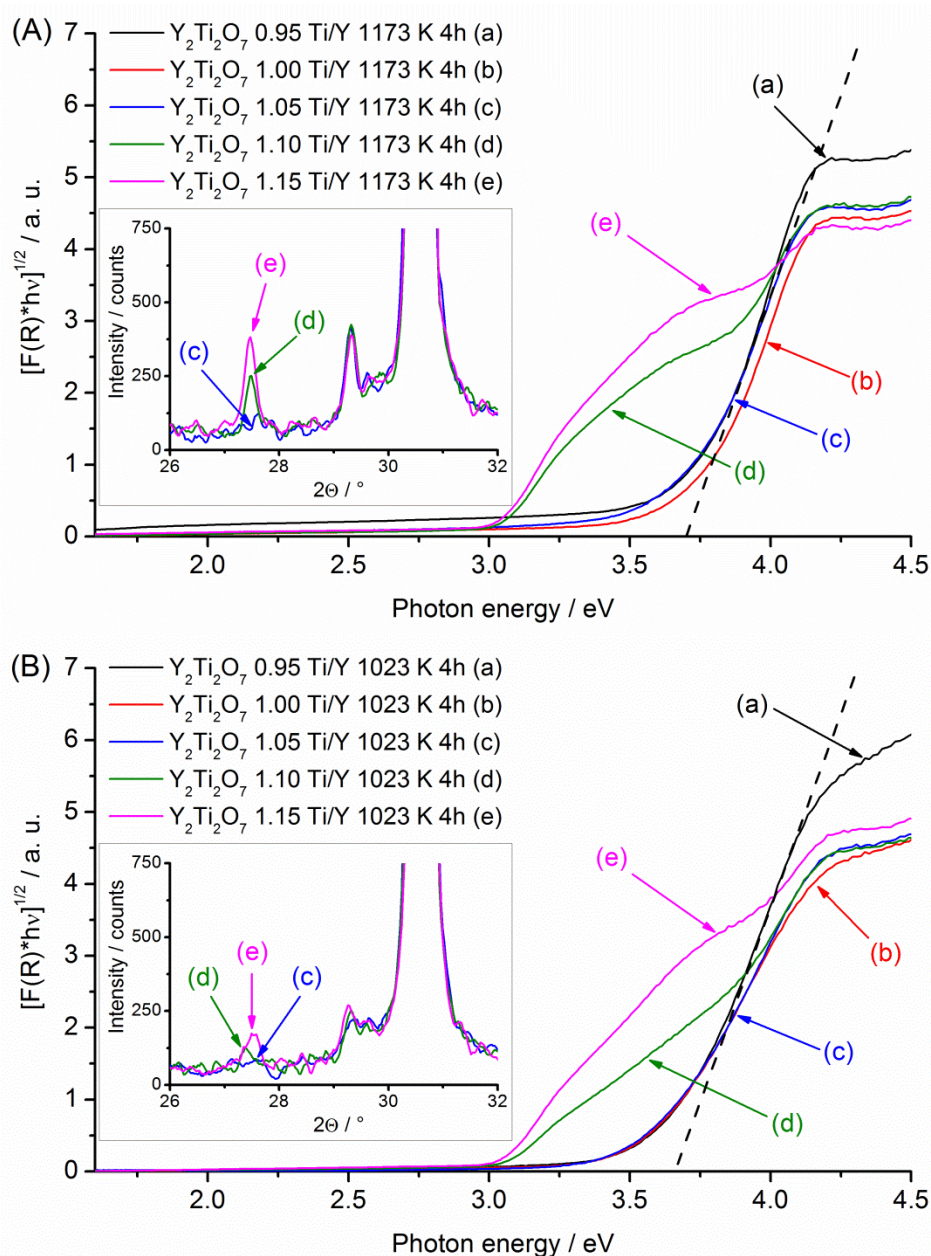 (A)
Y2Ti2O7 0.95 Ti/Y 1173 K 4h (a)
Y2Ti2O7 1.00 Ti/Y 1173 K 4h (b)
Y2Ti2O7 1.05 Ti/Y 1173 K 4h (c)
Y2Ti2O7 1.10 Ti/Y 1173 K 4h (d)
Y2Ti2O7 1.15 Ti/Y 1173 K 4h (e)
7
6
5
4
3
2
1
0
[F(R)*hν]1/2 / a. u.
2.0 2.5 3.0 3.5 4.0 4.5
Photon energy / eV
(a)
(e)
(b)
(c)
(d)
750
500
250
0
Intensity / counts
(e)
(d)
(c)
26 28 30 32
2Θ / °
(B)
Y2Ti2O7 0.95 Ti/Y 1023 K 4h (a)
Y2Ti2O7 1.00 Ti/Y 1023 K 4h (b)
Y2Ti2O7 1.05 Ti/Y 1023 K 4h (c)
Y2Ti2O7 1.10 Ti/Y 1023 K 4h (d)
Y2Ti2O7 1.15 Ti/Y 1023 K 4h (e)
7
6
5
4
3
2
1
0
[F(R)*hν]1/2 / a. u.
2.0 2.5 3.0 3.5 4.0 4.5
Photon energy / eV
(a)
(e)
(b)
(c)
(d)
750
500
250
0
Intensity / counts
(e)
(d)
(c)
26 28 30 32
2Θ / °